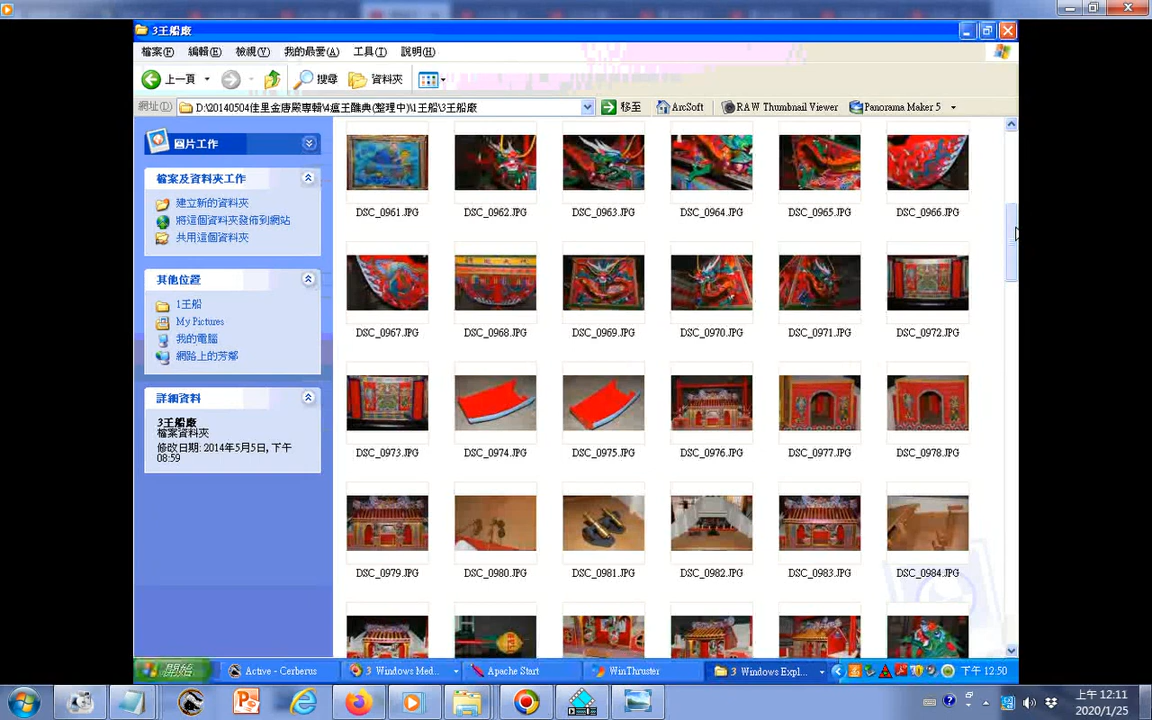 3王船廠
檔案(F) 編輯(E) 檢視(V) 我的最愛(A) 工具(T) 說明(H)
上一頁 搜尋 資料夾
網址(D) D:\20140504佳里金唐殿專輯\4瘟王醮典(整理中)\1王船\3王船廠 移至 ArcSoft RAW Thumbnail Viewer Panorama Maker 5
圖片工作
檔案及資料夾工作
建立新的資料夾
將這個資料夾發佈到網站
共用這個資料夾
其他位置
1王船
My Pictures
我的電腦
網路上的芳鄰
詳細資料
3王船廠
檔案資料夾
修改日期: 2014年5月5日, 下午
08:59
DSC_0961.JPG DSC_0962.JPG DSC_0963.JPG DSC_0964.JPG DSC_0965.JPG DSC_0966.JPG
DSC_0967.JPG DSC_0968.JPG DSC_0969.JPG DSC_0970.JPG DSC_0971.JPG DSC_0972.JPG
DSC_0973.JPG DSC_0974.JPG DSC_0975.JPG DSC_0976.JPG DSC_0977.JPG DSC_0978.JPG
DSC_0979.JPG DSC_0980.JPG DSC_0981.JPG DSC_0982.JPG DSC_0983.JPG DSC_0984.JPG
開始 Active - Cerberus 3 Windows Med... Apache Start WinThruster 3 Windows Expl... 下午 12:50
上午 12:11
2020/1/25